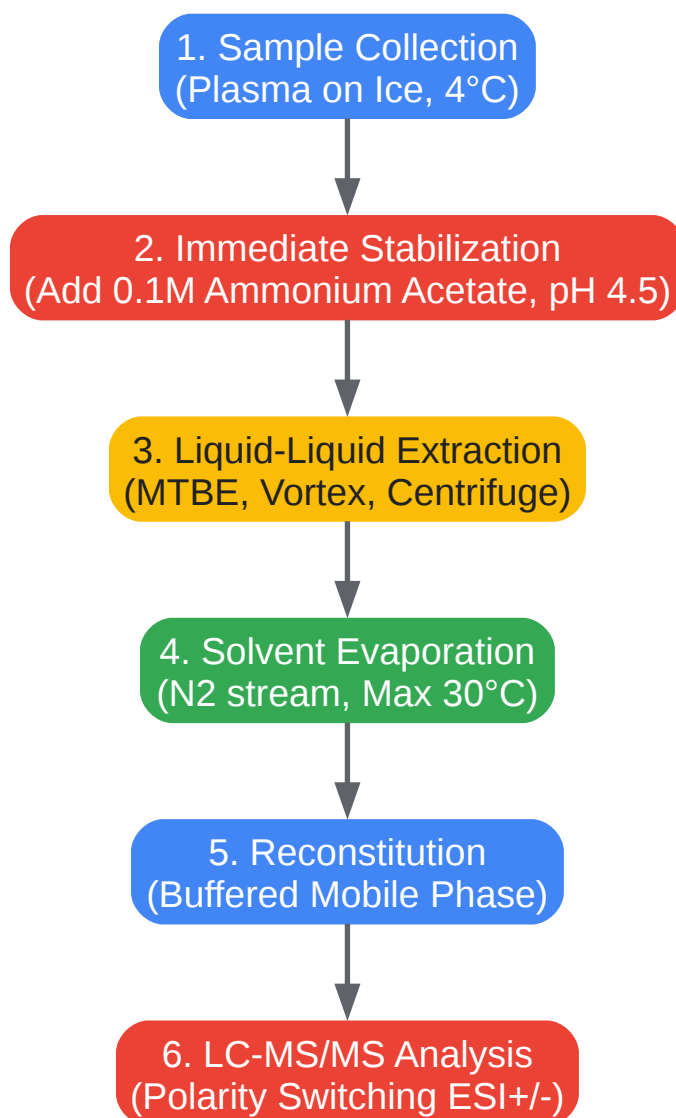 1. Sample Collection
(Plasma on Ice, 4°C)
2. Immediate Stabilization
(Add 0.1M Ammonium Acetate, pH 4.5)
3. Liquid-Liquid Extraction
(MTBE, Vortex, Centrifuge)
4. Solvent Evaporation
(N2 stream, Max 30°C)
5. Reconstitution
(Buffered Mobile Phase)
6. LC-MS/MS Analysis
(Polarity Switching ESI+/-)